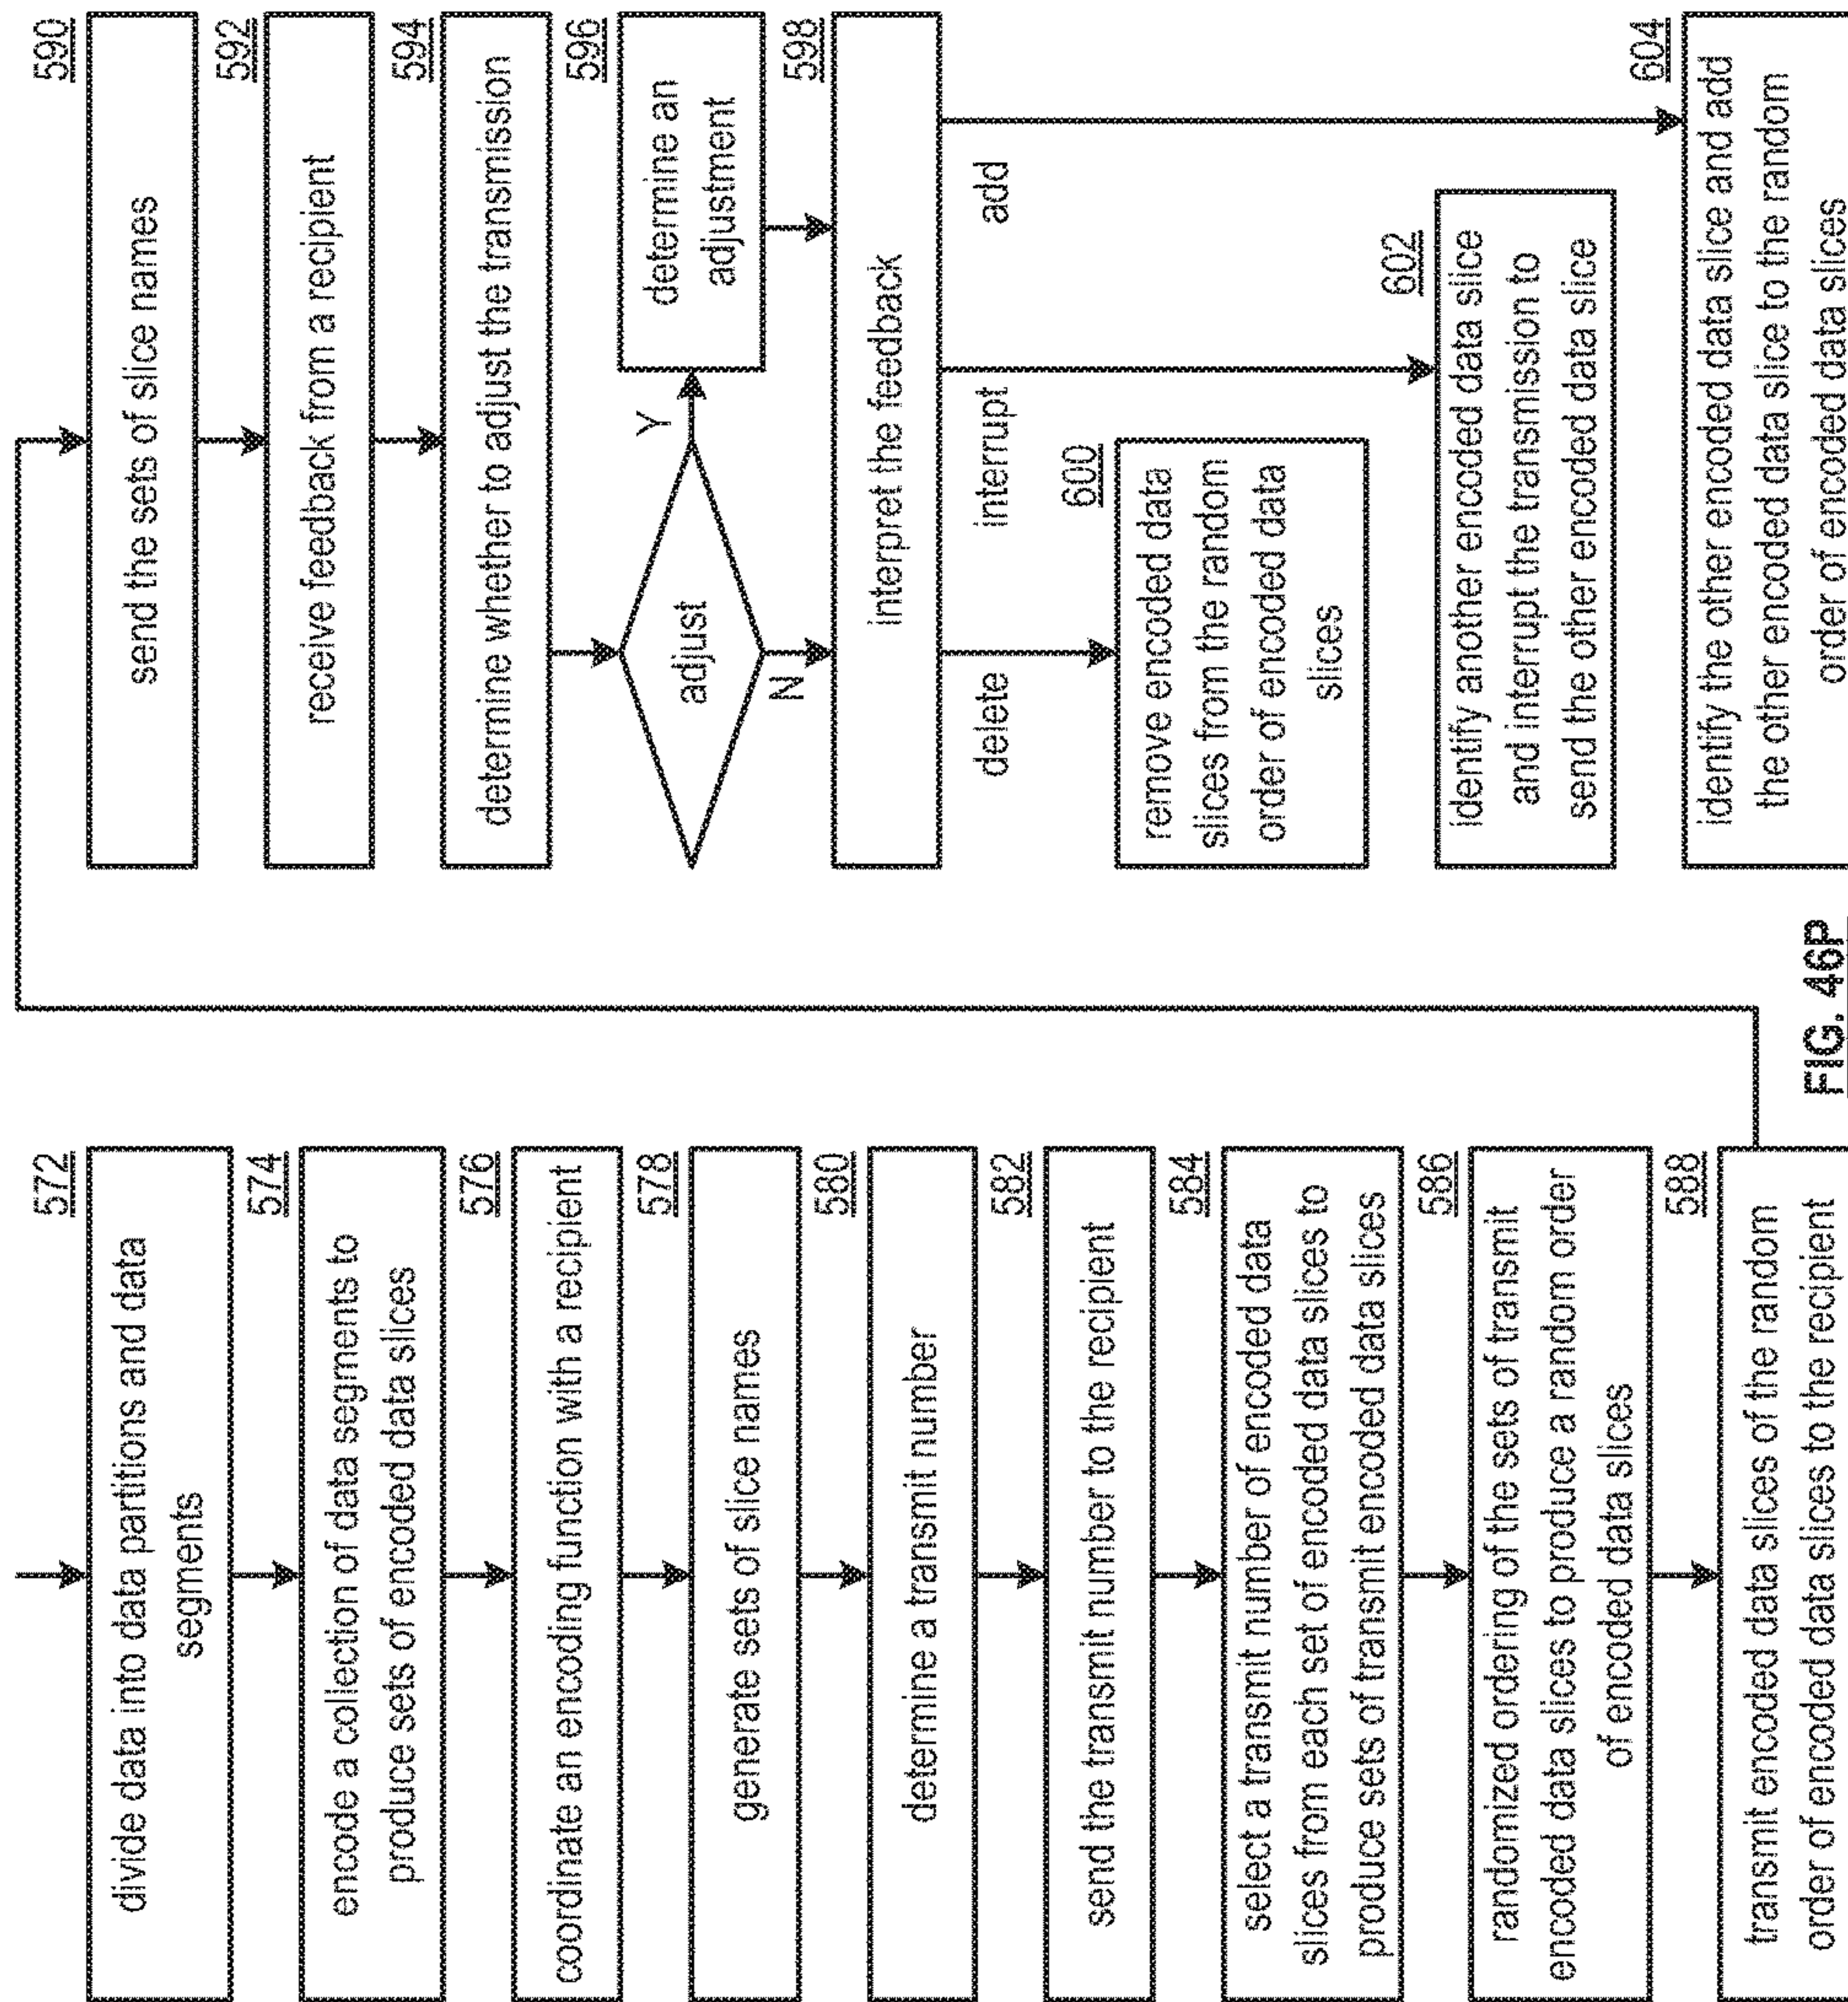 572
divide data into data partitions and data
segments
574
encode a collection of data segments to
produce sets of encoded data slices
576
coordinate an encoding function with a recipient
578
generate sets of slice names
580
determine a transmit number
582
send the transmit number to the recipient
584
select a transmit number of encoded data
slices from each set of encoded data slices to
produce sets of transmit encoded data slices
586
randomized ordering of the sets of transmit
encoded data slices to produce a random order
of encoded data slices
588
transmit encoded data slices of the random
order of encoded data slices to the recipient
590
send the sets of slice names
592
receive feedback from a recipient
594
determine whether to adjust the transmission
adjust
Y
N
596
determine an
adjustment
598
interpret the feedback
delete
interrupt
add
600
remove encoded data
slices from the random
order of encoded data
slices
602
identify another encoded data slice
and interrupt the transmission to
send the other encoded data slice
604
identify the other encoded data slice and add
the other encoded data slice to the random
order of encoded data slices
FIG. 46P